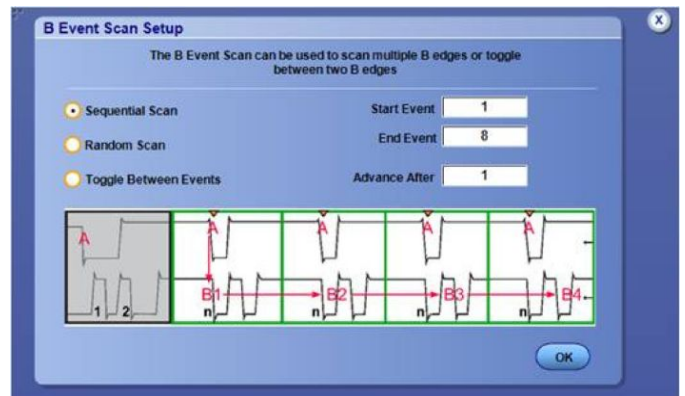 B Event Scan Setup
X
The B Event Scan can be used to scan multiple B edges or toggle
between two B edges
Sequential Scan
Start Event 1
Random Scan
End Event 8
Toggle Between Events
Advance After 1
A A A A A
B1 B2 B3 B4
1 2 n n n n
OK